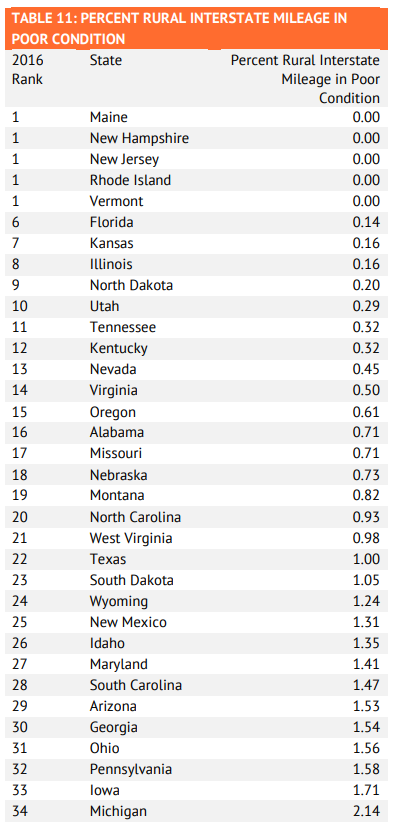 TABLE 11: PERCENT RURAL INTERSTATE MILEAGE IN
POOR CONDITION
2016 State Percent Rural Interstate
Rank Mileage in Poor
Condition
1 Maine 0.00
1 New Hampshire 0.00
1 New Jersey 0.00
1 Rhode Island 0.00
1 Vermont 0.00
6 Florida 0.14
7 Kansas 0.16
8 Illinois 0.16
9 North Dakota 0.20
10 Utah 0.29
11 Tennessee 0.32
12 Kentucky 0.32
13 Nevada 0.45
14 Virginia 0.50
15 Oregon 0.61
16 Alabama 0.71
17 Missouri 0.71
18 Nebraska 0.73
19 Montana 0.82
20 North Carolina 0.93
21 West Virginia 0.98
22 Texas 1.00
23 South Dakota 1.05
24 Wyoming 1.24
25 New Mexico 1.31
26 Idaho 1.35
27 Maryland 1.41
28 South Carolina 1.47
29 Arizona 1.53
30 Georgia 1.54
31 Ohio 1.56
32 Pennsylvania 1.58
33 Iowa 1.71
34 Michigan 2.14